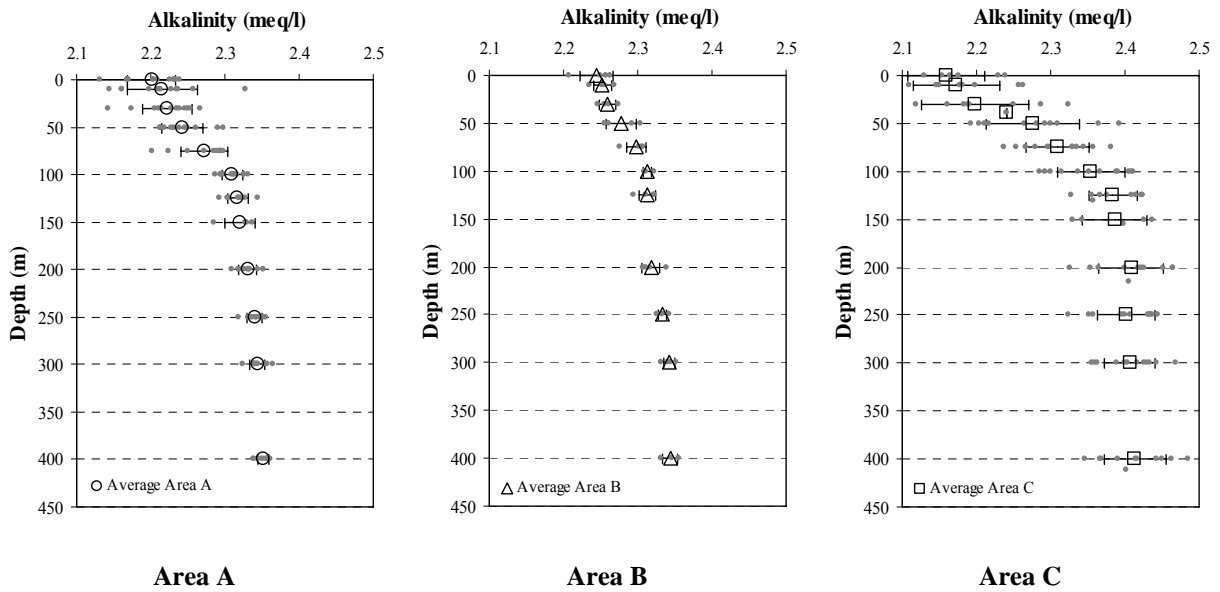 Alkalinity (meq/l)
2.1 2.2 2.3 2.4 2.5
0
50
100
150
200
250
300
350
400
450
Depth (m)
Average Area A
Area A
Alkalinity (meq/l)
2.1 2.2 2.3 2.4 2.5
0
50
100
150
200
250
300
350
400
450
Depth (m)
Average Area B
Area B
Alkalinity (meq/l)
2.1 2.2 2.3 2.4 2.5
0
50
100
150
200
250
300
350
400
450
Depth (m)
Average Area C
Area C